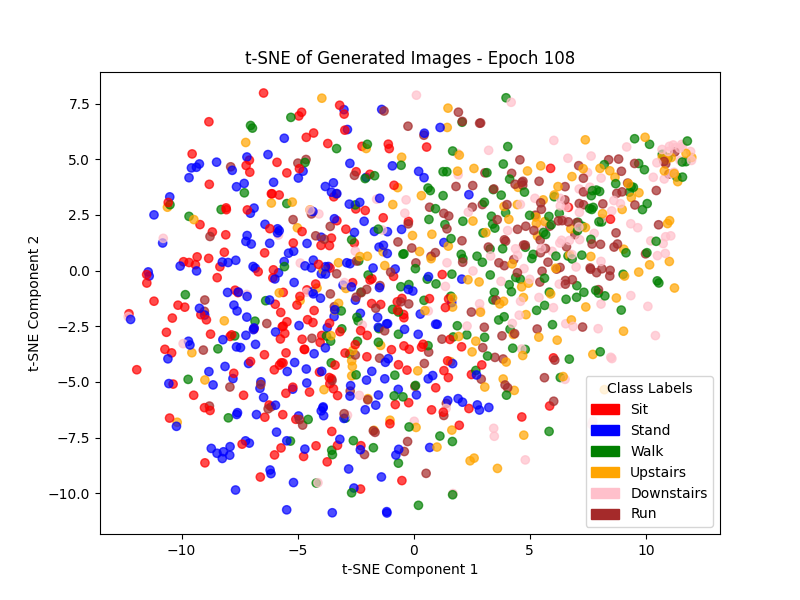 t-SNE of Generated Images - Epoch 108
t-SNE Component 2
7.5
5.0
2.5
0.0
−2.5
−5.0
−7.5
−10.0
−10
−5
0
5
10
t-SNE Component 1
Class Labels
Sit
Stand
Walk
Upstairs
Downstairs
Run